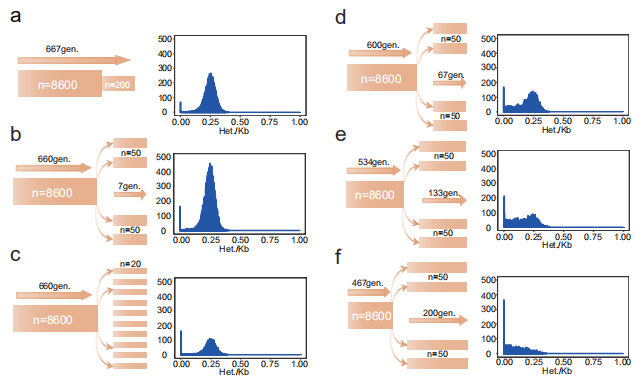 a
667gen.
n=8600
n=200
500
400
300
200
100
0
0.00 0.25 0.50 0.75 1.00
Het./Kb
b
660gen.
n=8600
n=50
7gen.
n=50
500
400
300
200
100
0
0.00 0.25 0.50 0.75 1.00
Het./Kb
c
660gen.
n=8600
n=20
500
400
300
200
100
0
0.00 0.25 0.50 0.75 1.00
Het./Kb
d
600gen.
n=8600
n=50
67gen.
n=50
500
400
300
200
100
0
0.00 0.25 0.50 0.75 1.00
Het./Kb
e
534gen.
n=8600
n=50
133gen.
n=50
500
400
300
200
100
0
0.00 0.25 0.50 0.75 1.00
Het./Kb
f
467gen.
n=8600
n=50
200gen.
n=50
500
400
300
200
100
0
0.00 0.25 0.50 0.75 1.00
Het./Kb